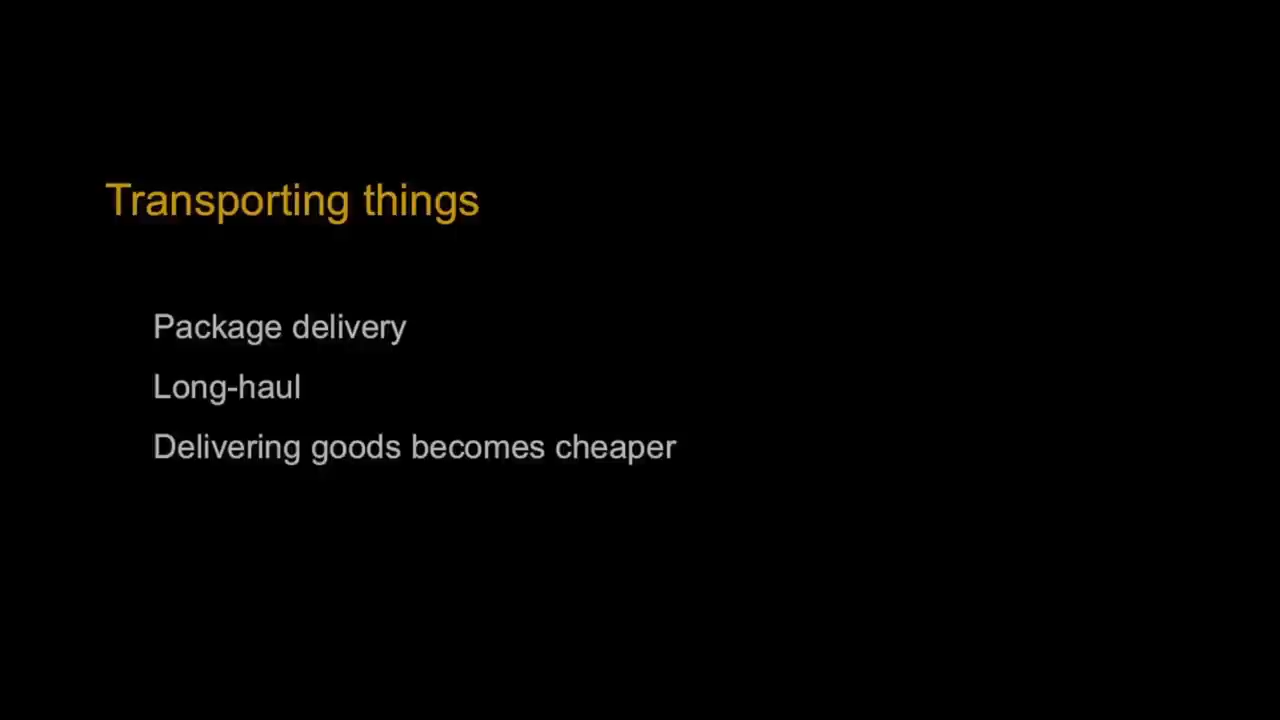 Transporting things
Package delivery
Long-haul
Delivering goods becomes cheaper